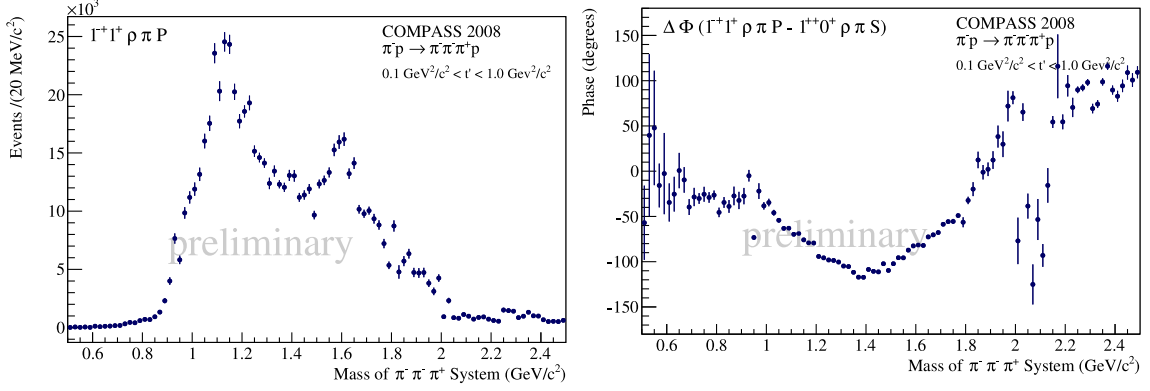 ×10³
1⁻⁺1⁺ ρ π P
COMPASS 2008
π⁻p → π⁻π⁻π⁺p
0.1 GeV²/c² < t' < 1.0 Gev²/c²
Events /(20 MeV/c²)
25
20
15
10
5
0
preliminary
0.6 0.8 1 1.2 1.4 1.6 1.8 2 2.2 2.4
Mass of π⁻ π⁻ π⁺ System (GeV/c²)
Δ Φ (1⁻⁺1⁺ ρ π P - 1⁺⁺0⁺ ρ π S)
COMPASS 2008
π⁻p → π⁻π⁻π⁺p
0.1 GeV²/c² < t' < 1.0 Gev²/c²
Phase (degrees)
150
100
50
0
-50
-100
-150
preliminary
0.6 0.8 1 1.2 1.4 1.6 1.8 2 2.2 2.4
Mass of π⁻ π⁻ π⁺ System (GeV/c²)